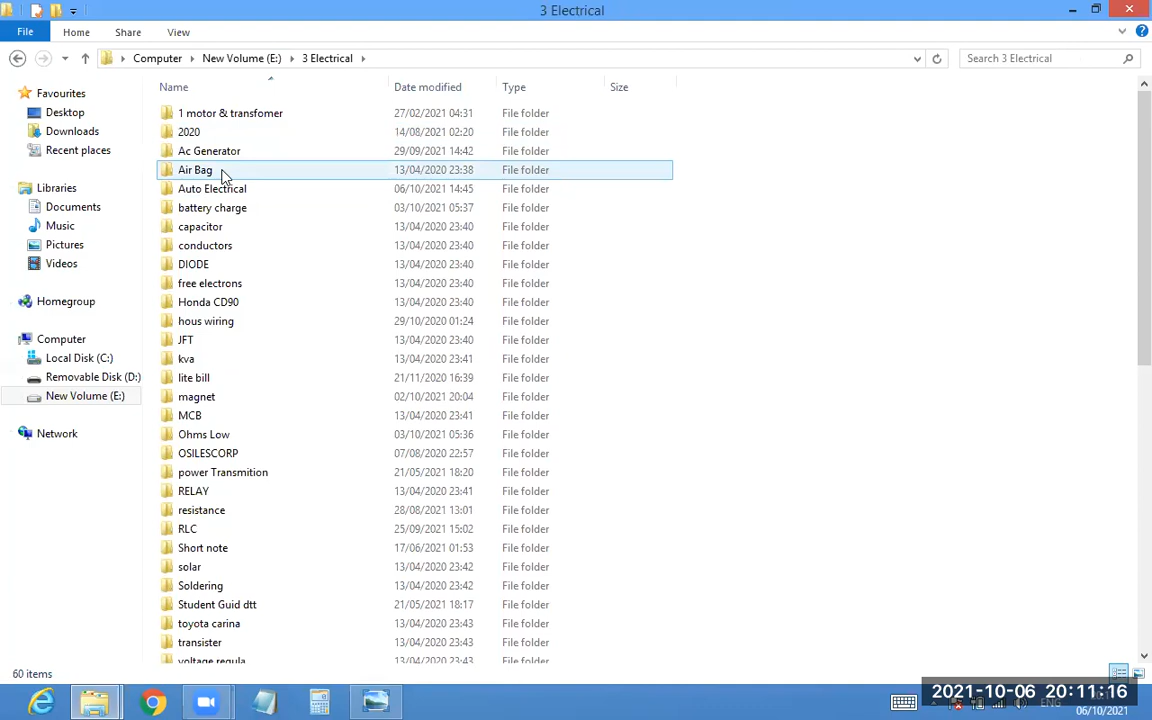 3 Electrical
File Home Share View
Computer New Volume (E:) 3 Electrical
Search 3 Electrical
Name Date modified Type Size
Favourites
Desktop
Downloads
Recent places
Libraries
Documents
Music
Pictures
Videos
Homegroup
Computer
Local Disk (C:)
Removable Disk (D:)
New Volume (E:)
Network
1 motor & transfomer 27/02/2021 04:31 File folder
2020 14/08/2021 02:20 File folder
Ac Generator 29/09/2021 14:42 File folder
Air Bag 13/04/2020 23:38 File folder
Auto Electrical 06/10/2021 14:45 File folder
battery charge 03/10/2021 05:37 File folder
capacitor 13/04/2020 23:40 File folder
conductors 13/04/2020 23:40 File folder
DIODE 13/04/2020 23:40 File folder
free electrons 13/04/2020 23:40 File folder
Honda CD90 13/04/2020 23:40 File folder
hous wiring 29/10/2020 01:24 File folder
JFT 13/04/2020 23:40 File folder
kva 13/04/2020 23:41 File folder
lite bill 21/11/2020 16:39 File folder
magnet 02/10/2021 20:04 File folder
MCB 13/04/2020 23:41 File folder
Ohms Low 03/10/2021 05:36 File folder
OSILESCORP 07/08/2020 22:57 File folder
power Transmition 21/05/2021 18:20 File folder
RELAY 13/04/2020 23:41 File folder
resistance 28/08/2021 13:01 File folder
RLC 25/09/2021 15:02 File folder
Short note 17/06/2021 01:53 File folder
solar 13/04/2020 23:42 File folder
Soldering 13/04/2020 23:42 File folder
Student Guid dtt 21/05/2021 18:17 File folder
toyota carina 13/04/2020 23:43 File folder
transister 13/04/2020 23:43 File folder
voltage regula 13/04/2020 23:43 File folder
60 items
2021-10-06 20:11:16
ENG
06/10/2021